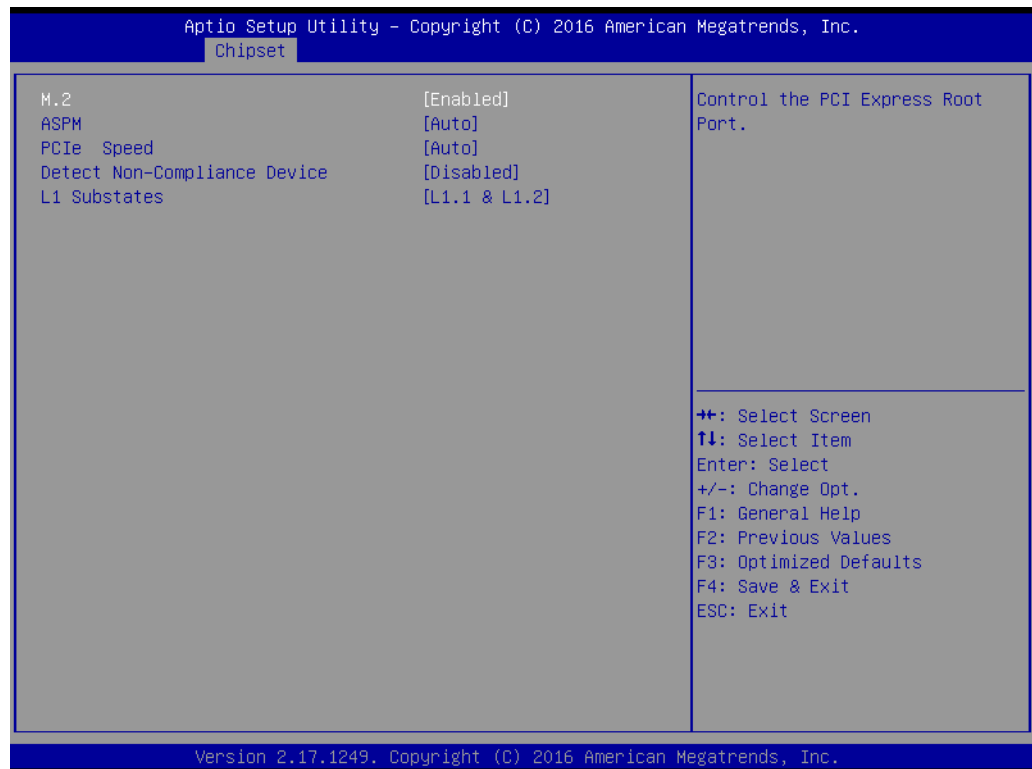 Aptio Setup Utility – Copyright (C) 2016 American Megatrends, Inc.
Chipset
M.2 [Enabled]
ASPM [Auto]
PCIe Speed [Auto]
Detect Non-Compliance Device [Disabled]
L1 Substates [L1.1 & L1.2]
Control the PCI Express Root
Port.
→←: Select Screen
↑↓: Select Item
Enter: Select
+/-: Change Opt.
F1: General Help
F2: Previous Values
F3: Optimized Defaults
F4: Save & Exit
ESC: Exit
Version 2.17.1249. Copyright (C) 2016 American Megatrends, Inc.